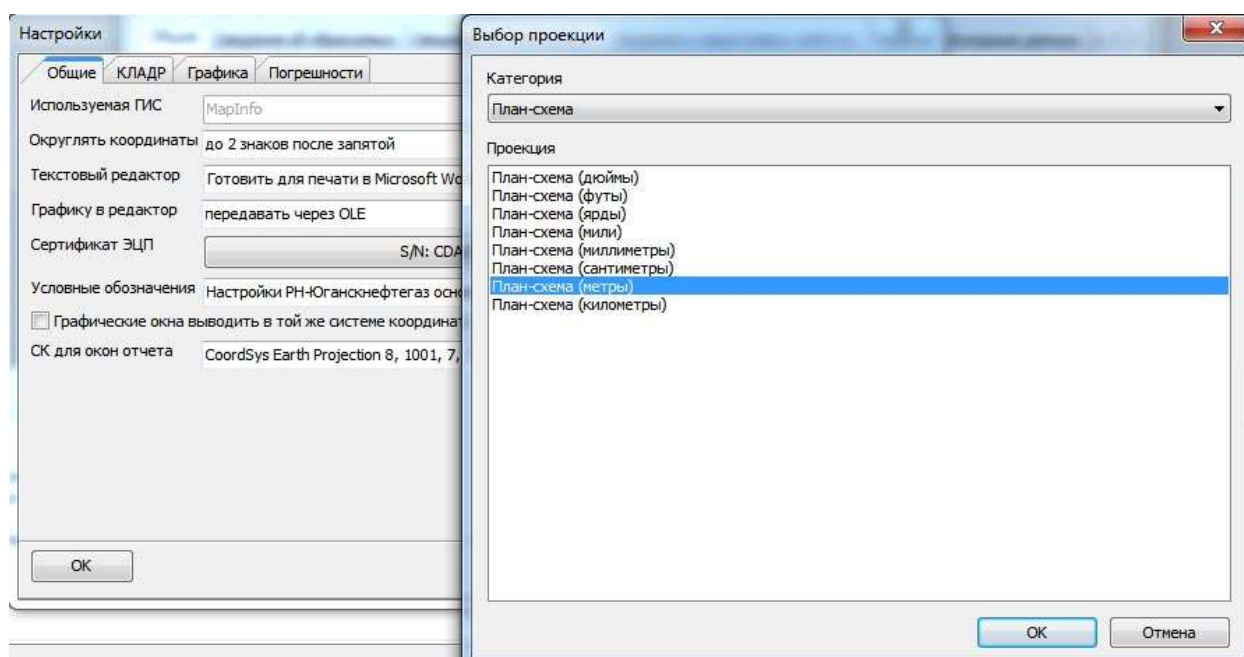 Настройки
Общие КЛАДР Графика Погрешности
Используемая ГИС MapInfo
Округлять координаты до 2 знаков после запятой
Текстовый редактор Готовить для печати в Microsoft Wo
Графику в редактор передавать через OLE
Сертификат ЭЦП S/N: CDA
Условные обозначения Настройки РН-Юганскнефтегаз осно
Графические окна выводить в той же системе координат
СК для окон отчета CoordSys Earth Projection 8, 1001, 7,
OK
Выбор проекции
Категория
План-схема
Проекция
План-схема (дюймы)
План-схема (футы)
План-схема (ярды)
План-схема (мили)
План-схема (миллиметры)
План-схема (сантиметры)
План-схема (метры)
План-схема (километры)
OK Отмена